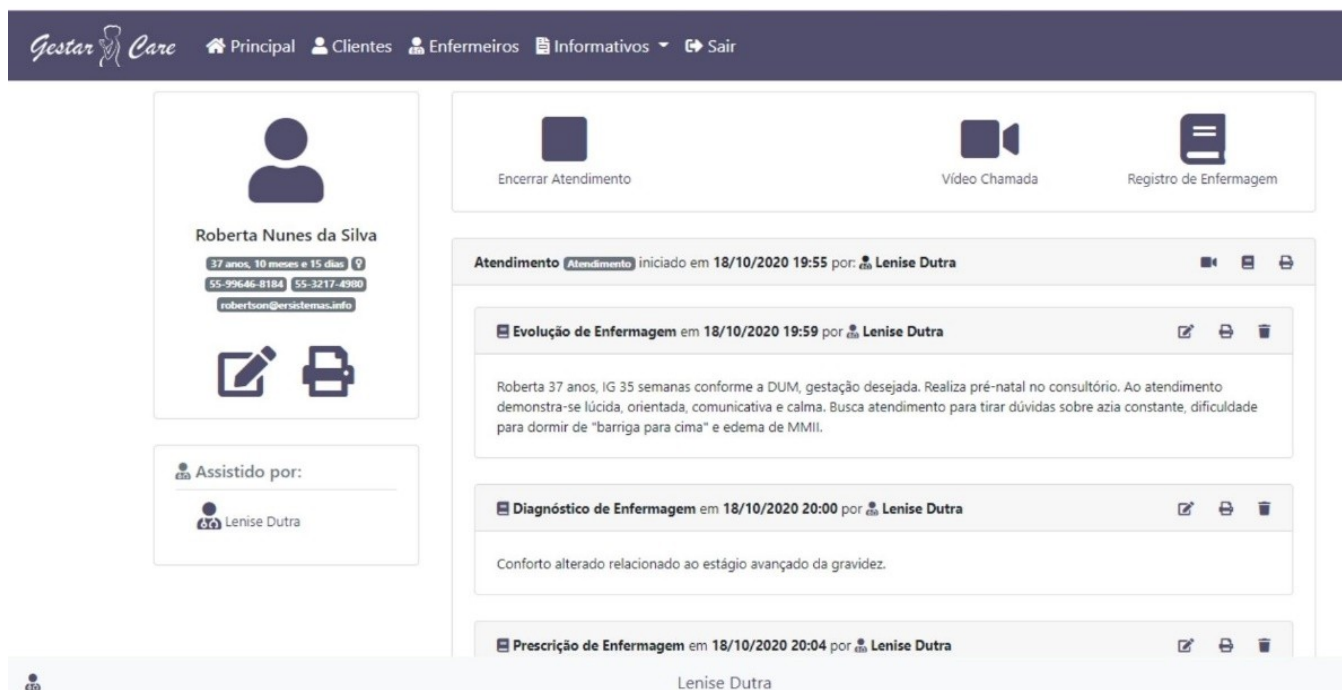 Gestar Care Principal Clientes Enfermeiros Informativos Sair
Roberta Nunes da Silva
37 anos, 10 meses e 15 dias
55-99646-8184 55-3217-4980
robertson@ersistemas.info
Assistido por:
Lenise Dutra
Encerrar Atendimento Vídeo Chamada Registro de Enfermagem
Atendimento Atendimento iniciado em 18/10/2020 19:55 por: Lenise Dutra
Evolução de Enfermagem em 18/10/2020 19:59 por Lenise Dutra
Roberta 37 anos, IG 35 semanas conforme a DUM, gestação desejada. Realiza pré-natal no consultório. Ao atendimento
demonstra-se lúcida, orientada, comunicativa e calma. Busca atendimento para tirar dúvidas sobre azia constante, dificuldade
para dormir de "barriga para cima" e edema de MMII.
Diagnóstico de Enfermagem em 18/10/2020 20:00 por Lenise Dutra
Conforto alterado relacionado ao estágio avançado da gravidez.
Prescrição de Enfermagem em 18/10/2020 20:04 por Lenise Dutra
Lenise Dutra